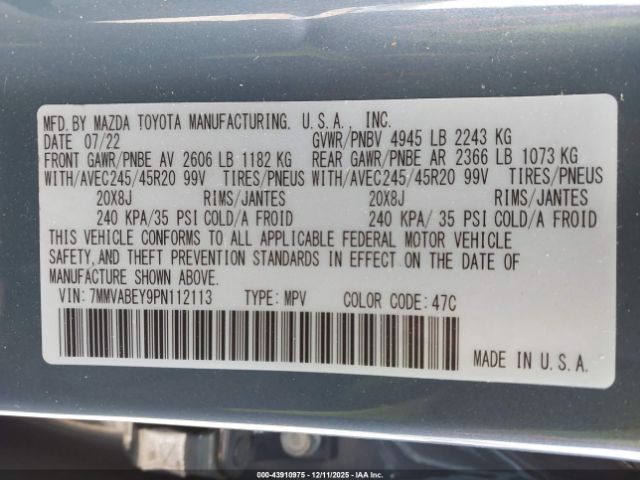 MFD. BY MAZDA TOYOTA MANUFACTURING. U.S.A., INC.
DATE 07/22 GVWR/PNBV 4945 LB 2243 KG
FRONT GAWR/PNBE AV 2606 LB 1182 KG REAR GAWR/PNBE AR 2366 LB 1073 KG
WITH/AVEC245/45R20 99V TIRES/PNEUS WITH/AVEC245/45R20 99V TIRES/PNEUS
20X8J RIMS/JANTES 20X8J RIMS/JANTES
240 KPA/35 PSI COLD/A FROID 240 KPA/ 35 PSI COLD/A FROID
THIS VEHICLE CONFORMS TO ALL APPLICABLE FEDERAL MOTOR VEHICLE
SAFETY, AND THEFT PREVENTION STANDARDS IN EFFECT ON THE DATE OF
MANUFACTURE SHOWN ABOVE.
VIN: 7MMVABEY9PN112113 TYPE: MPV COLOR CODE: 47C
MADE IN U.S.A.
000-43910975 - 12/11/2025 - IAA Inc.